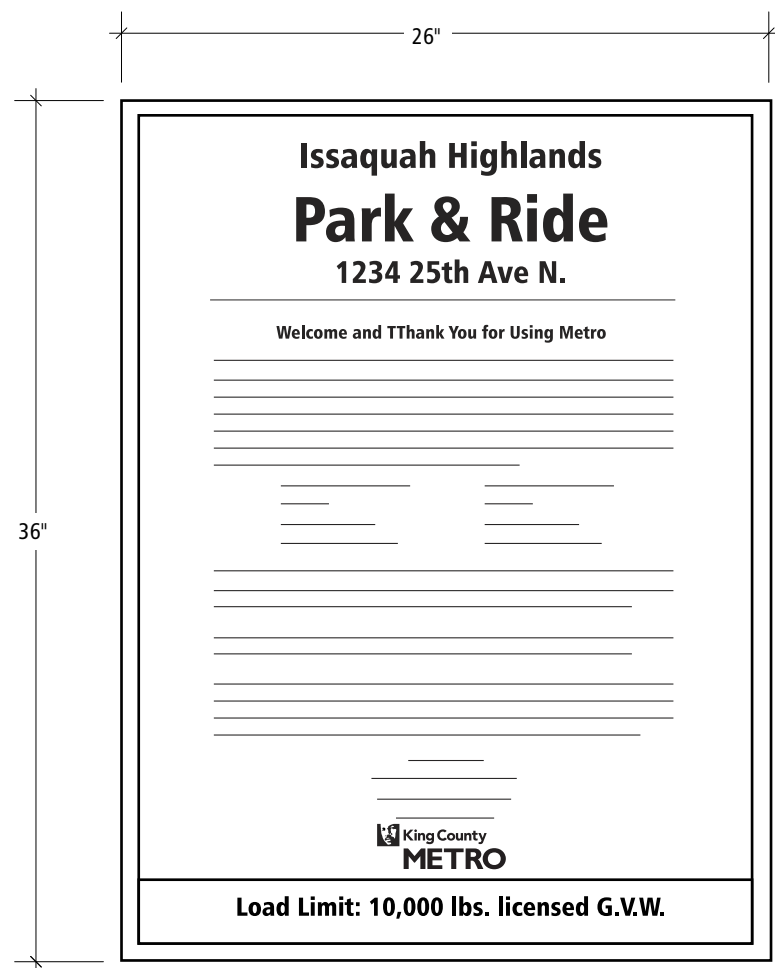 26"
Issaquah Highlands
Park & Ride
1234 25th Ave N.
Welcome and TThank You for Using Metro
36"
King County
METRO
Load Limit: 10,000 lbs. licensed G.V.W.